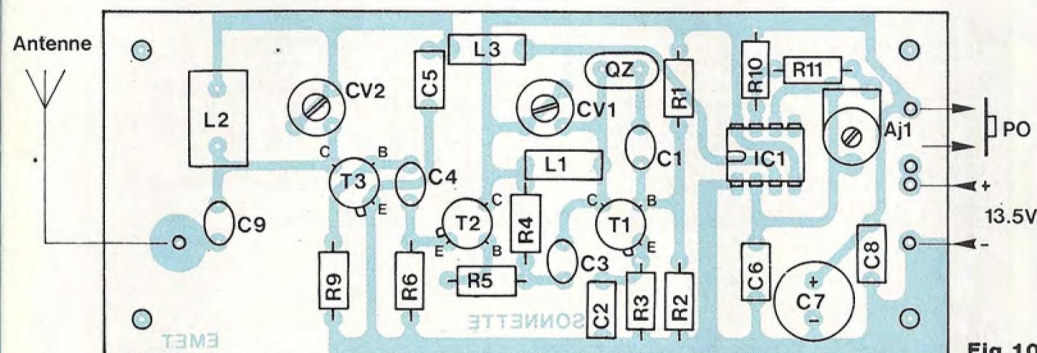 Antenne
L2
CV2
C5
L3
QZ
CV1
R1
R10
R11
Aj1
PO
C
B
T3
E
C4
L1
C1
IC1
+
13.5V
-
C9
T2
C
E
B
R4
C
B
T1
E
C3
R9
R6
R5
C2
R3
R2
C6
+
C7
-
C8
EMET
SONNETTE
Fig. 10